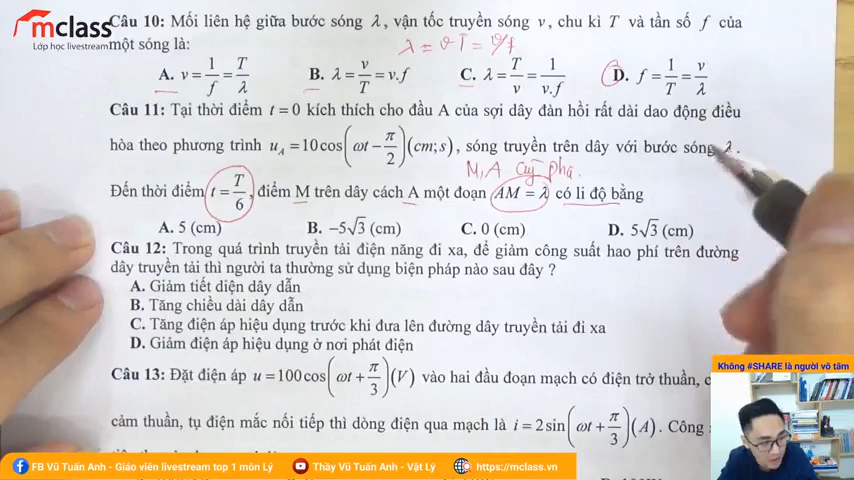 mclass
Lớp học livestream
Câu 10: Mối liên hệ giữa bước sóng λ, vận tốc truyền sóng v, chu kì T và tần số f của
một sóng là:
λ = vT = v/f
A. v = 1/f = T/λ B. λ = v/T = v.f C. λ = T/v = 1/v.f D. f = 1/T = v/λ
Câu 11: Tại thời điểm t = 0 kích thích cho đầu A của sợi dây đàn hồi rất dài dao động điều
hòa theo phương trình u_A = 10cos(ωt − π/2)(cm;s), sóng truyền trên dây với bước sóng λ.
M, A cùng pha
Đến thời điểm t = T/6, điểm M trên dây cách A một đoạn AM = λ có li độ bằng
A. 5 (cm) B. −5√3 (cm) C. 0 (cm) D. 5√3 (cm)
Câu 12: Trong quá trình truyền tải điện năng đi xa, để giảm công suất hao phí trên đường
dây truyền tải thì người ta thường sử dụng biện pháp nào sau đây ?
A. Giảm tiết diện dây dẫn
B. Tăng chiều dài dây dẫn
C. Tăng điện áp hiệu dụng trước khi đưa lên đường dây truyền tải đi xa
D. Giảm điện áp hiệu dụng ở nơi phát điện
Không #SHARE là người vô tâm
Câu 13: Đặt điện áp u = 100cos(ωt + π/3)(V) vào hai đầu đoạn mạch có điện trở thuần,
cảm thuần, tụ điện mắc nối tiếp thì dòng điện qua mạch là i = 2sin(ωt + π/3)(A). Công
FB Vũ Tuấn Anh - Giáo viên livestream top 1 môn Lý Thầy Vũ Tuấn Anh - Vật Lý https://mclass.vn